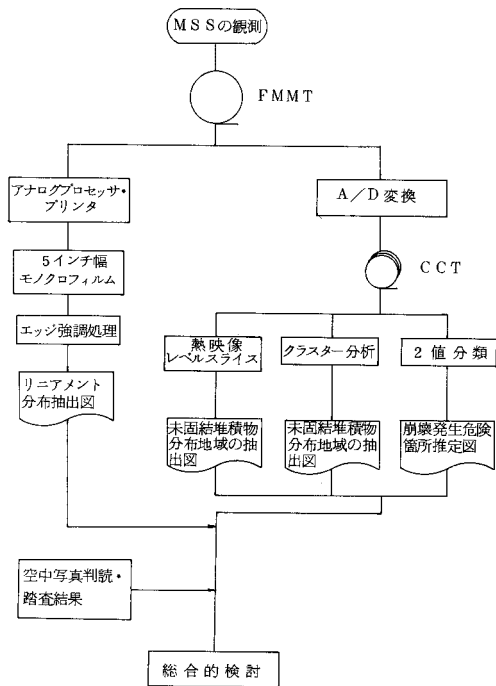 MSSの観測
FMMT
アナログプロセッサ・
プリンタ
A/D変換
5インチ幅
モノクロフィルム
CCT
エッジ強調処理
熱映像
レベルスライス
クラスター分析
2値分類
リニアメント
分布抽出図
未固結堆積物
分布地域の抽
出図
未固結堆積物
分布地域の抽
出図
崩壊発生危険
箇所推定図
空中写真判読・
踏査結果
総合的検討